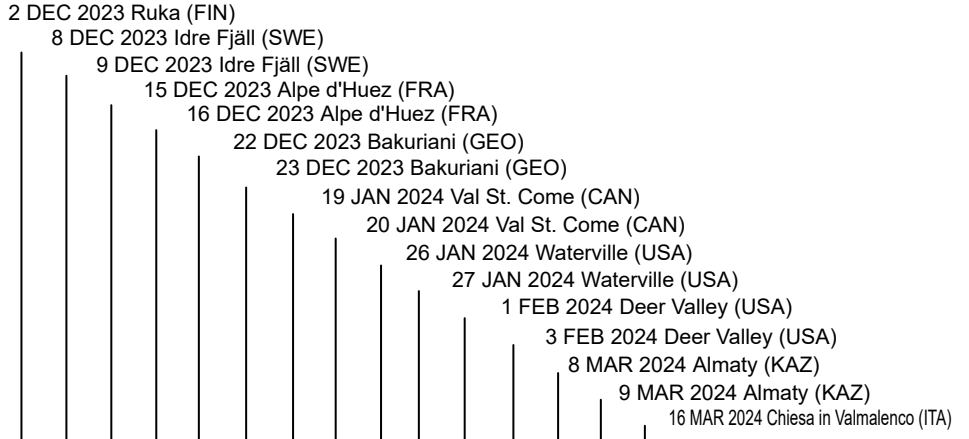 2 DEC 2023 Ruka (FIN)
8 DEC 2023 Idre Fjäll (SWE)
9 DEC 2023 Idre Fjäll (SWE)
15 DEC 2023 Alpe d'Huez (FRA)
16 DEC 2023 Alpe d'Huez (FRA)
22 DEC 2023 Bakuriani (GEO)
23 DEC 2023 Bakuriani (GEO)
19 JAN 2024 Val St. Come (CAN)
20 JAN 2024 Val St. Come (CAN)
26 JAN 2024 Waterville (USA)
27 JAN 2024 Waterville (USA)
1 FEB 2024 Deer Valley (USA)
3 FEB 2024 Deer Valley (USA)
8 MAR 2024 Almaty (KAZ)
9 MAR 2024 Almaty (KAZ)
16 MAR 2024 Chiesa in Valmalenco (ITA)